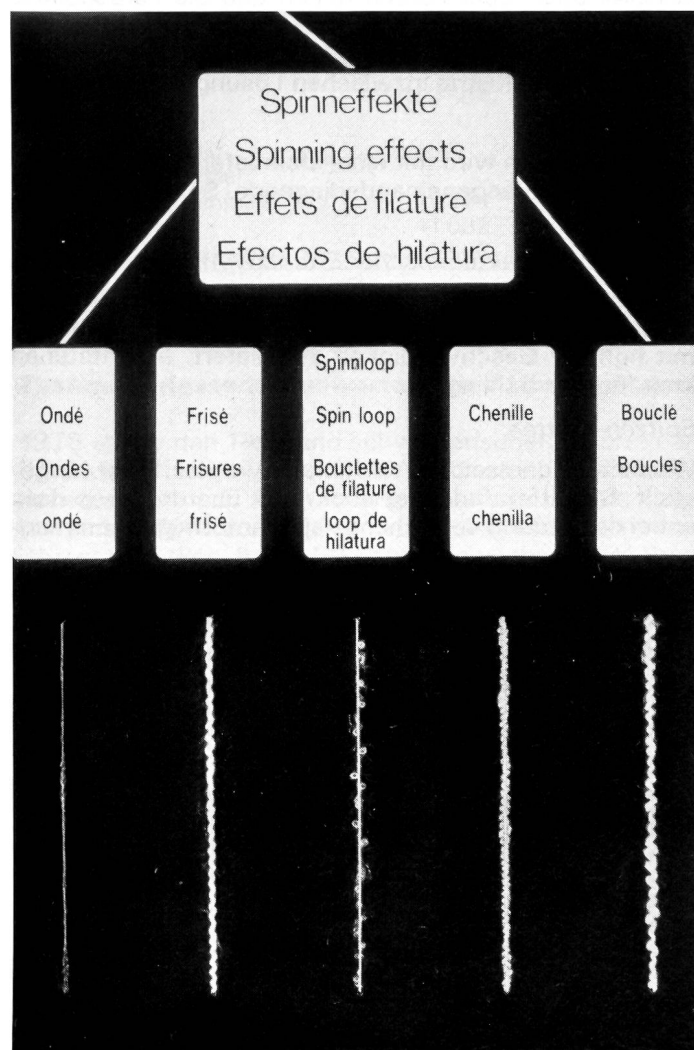 Spinneffekte
Spinning effects
Effets de filature
Efectos de hilatura
Ondé
Ondes
ondé
Frisé
Frisures
frisé
Spinnloop
Spin loop
Bouclettes
de filature
loop de
hilatura
Chenille
chenilla
Bouclé
Boucles